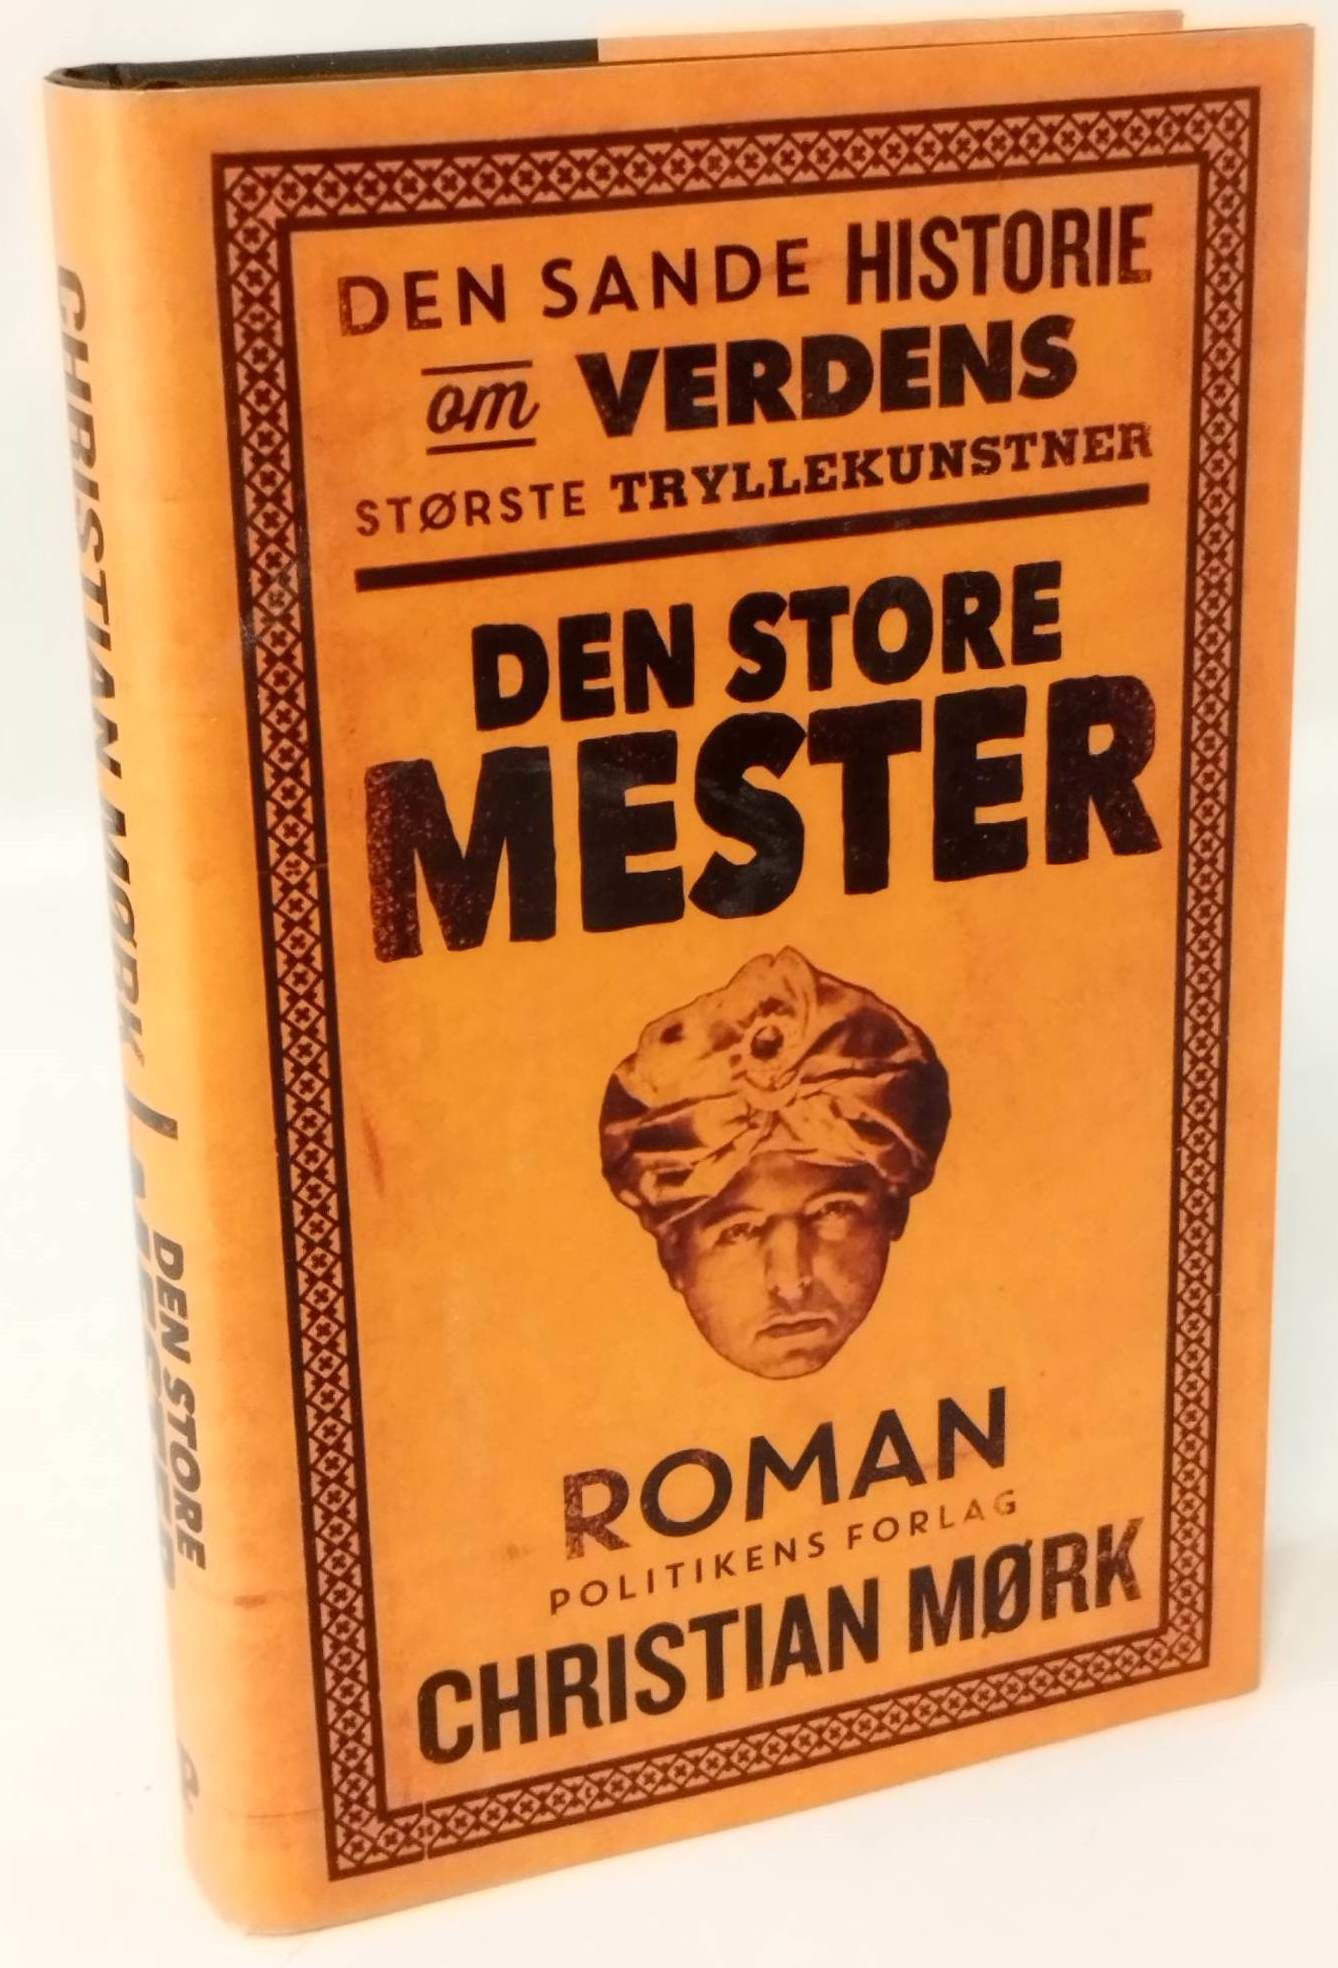 DEN SANDE HISTORIE
om VERDENS
STØRSTE TRYLLEKUNSTNER
DEN STORE
MESTER
ROMAN
POLITIKENS FORLAG
CHRISTIAN MØRK
CHRISTIAN MØRK | DEN STORE
MESTER